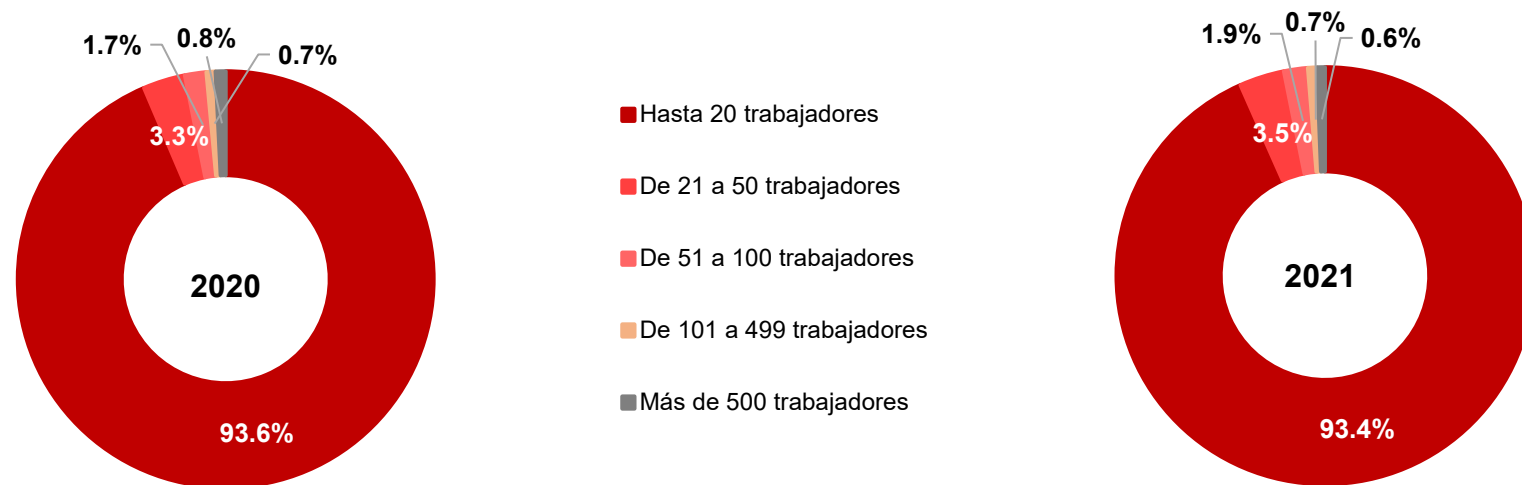 1.7%
0.8%
0.7%
3.3%
2020
93.6%
Hasta 20 trabajadores
De 21 a 50 trabajadores
De 51 a 100 trabajadores
De 101 a 499 trabajadores
Más de 500 trabajadores
1.9%
0.7%
0.6%
3.5%
2021
93.4%